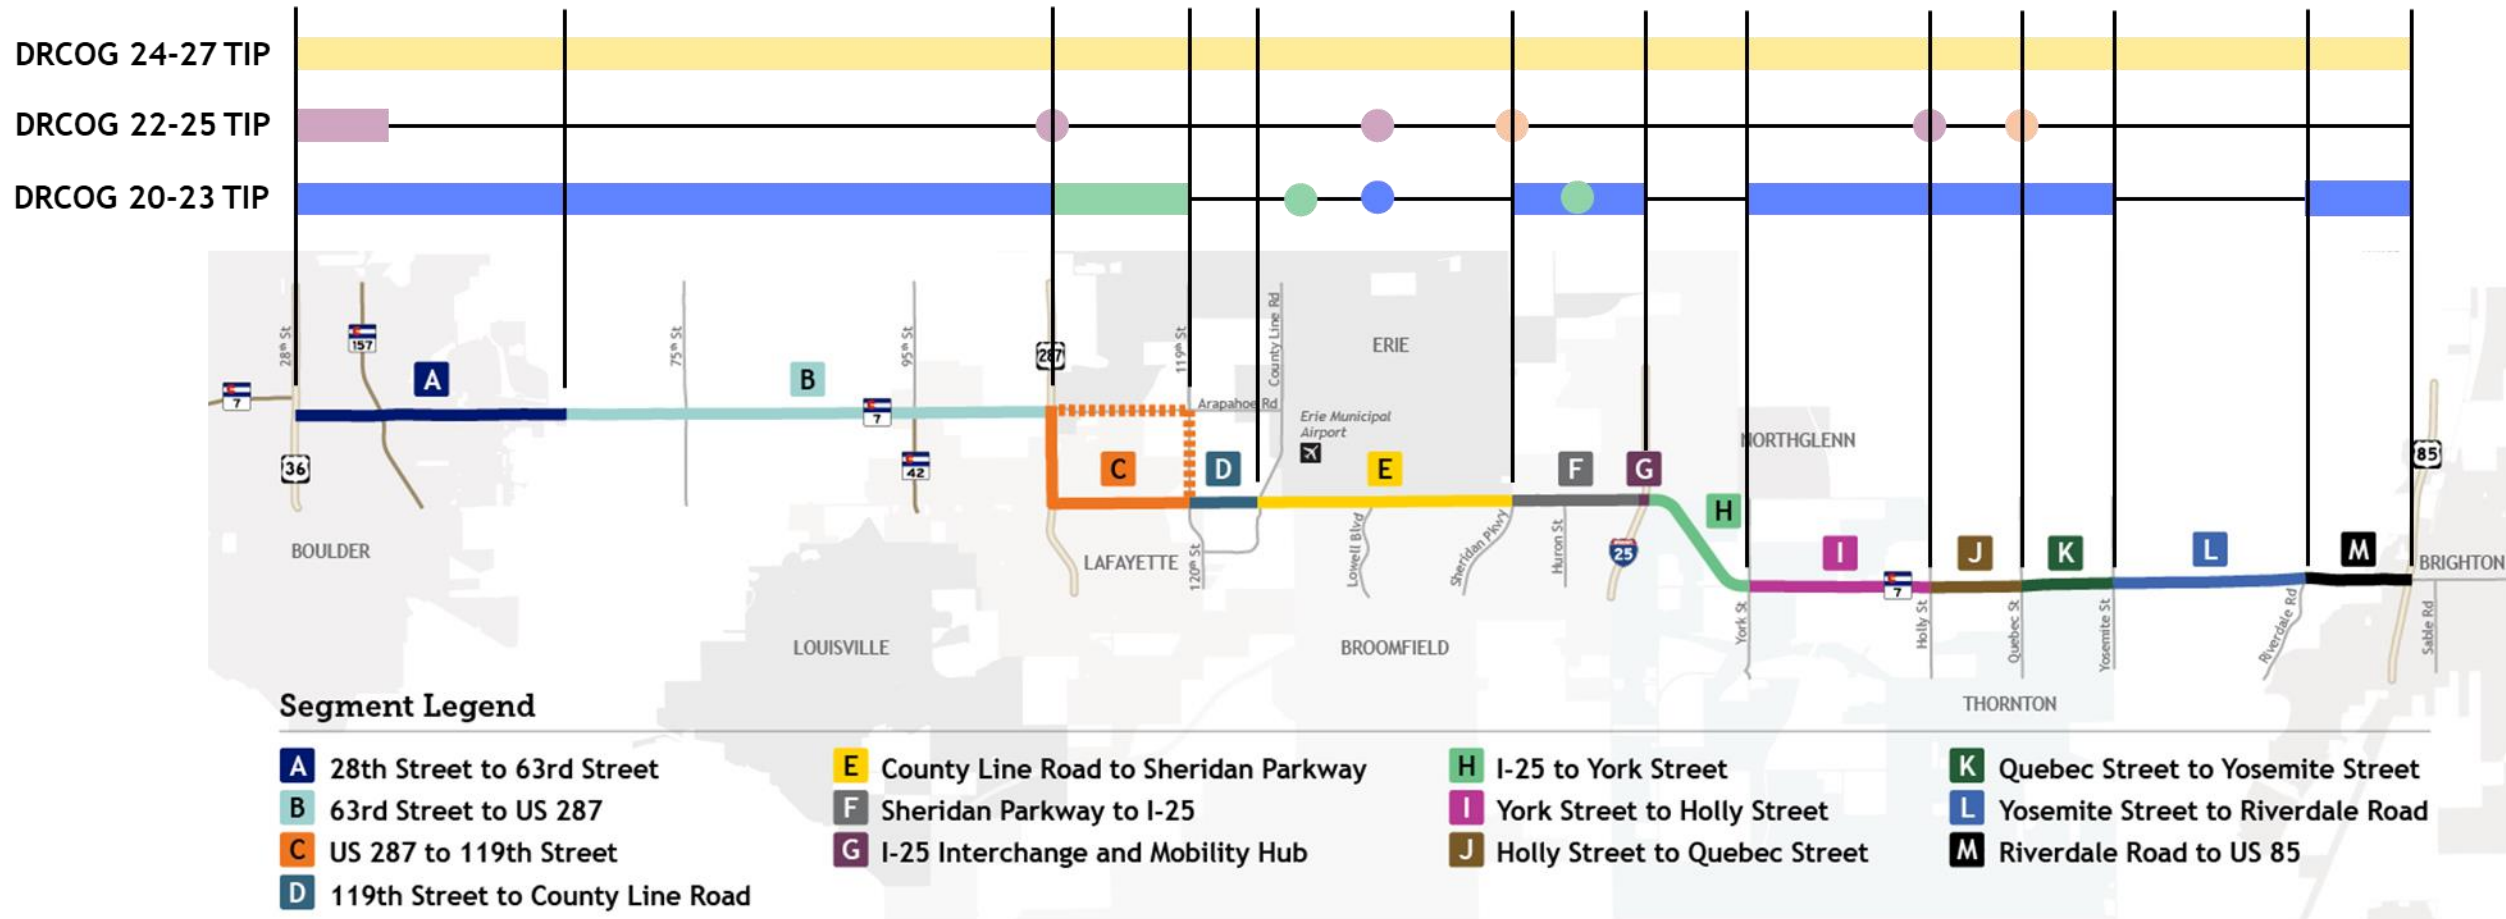 DRCOG 24-27 TIP
DRCOG 22-25 TIP
DRCOG 20-23 TIP
28th St
157
7
A
36
BOULDER
75th St
B
7
95th St
42
LOUISVILLE
287
C
LAFAYETTE
119th St
Arapahoe Rd
D
120th St
County Line Rd
ERIE
Erie Municipal
Airport
E
Lowell Blvd
Sheridan Pkwy
BROOMFIELD
F
Huron St
G
25
NORTHGLENN
H
York St
I
7
Holly St
J
Quebec St
K
Yosemite St
THORNTON
L
Riverdale Rd
M
85
BRIGHTON
Sable Rd
Segment Legend
A 28th Street to 63rd Street
B 63rd Street to US 287
C US 287 to 119th Street
D 119th Street to County Line Road
E County Line Road to Sheridan Parkway
F Sheridan Parkway to I-25
G I-25 Interchange and Mobility Hub
H I-25 to York Street
I York Street to Holly Street
J Holly Street to Quebec Street
K Quebec Street to Yosemite Street
L Yosemite Street to Riverdale Road
M Riverdale Road to US 85